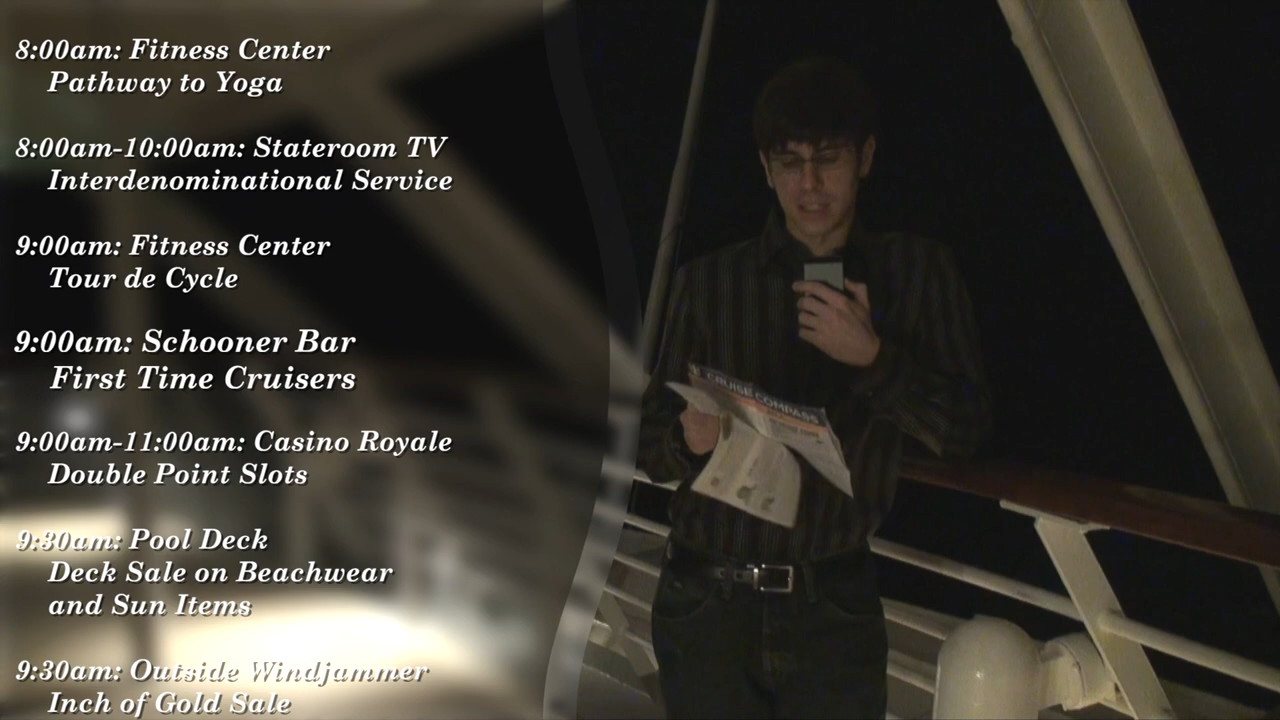 8:00am: Fitness Center
Pathway to Yoga
8:00am-10:00am: Stateroom TV
Interdenominational Service
9:00am: Fitness Center
Tour de Cycle
9:00am: Schooner Bar
First Time Cruisers
9:00am-11:00am: Casino Royale
Double Point Slots
9:30am: Pool Deck
Deck Sale on Beachwear
and Sun Items
9:30am: Outside Windjammer
Inch of Gold Sale
CRUISE COMPASS